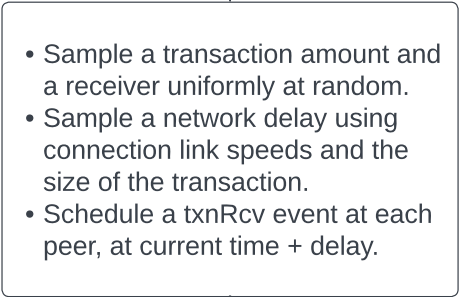 • Sample a transaction amount and
a receiver uniformly at random.
• Sample a network delay using
connection link speeds and the
size of the transaction.
• Schedule a txnRcv event at each
peer, at current time + delay.